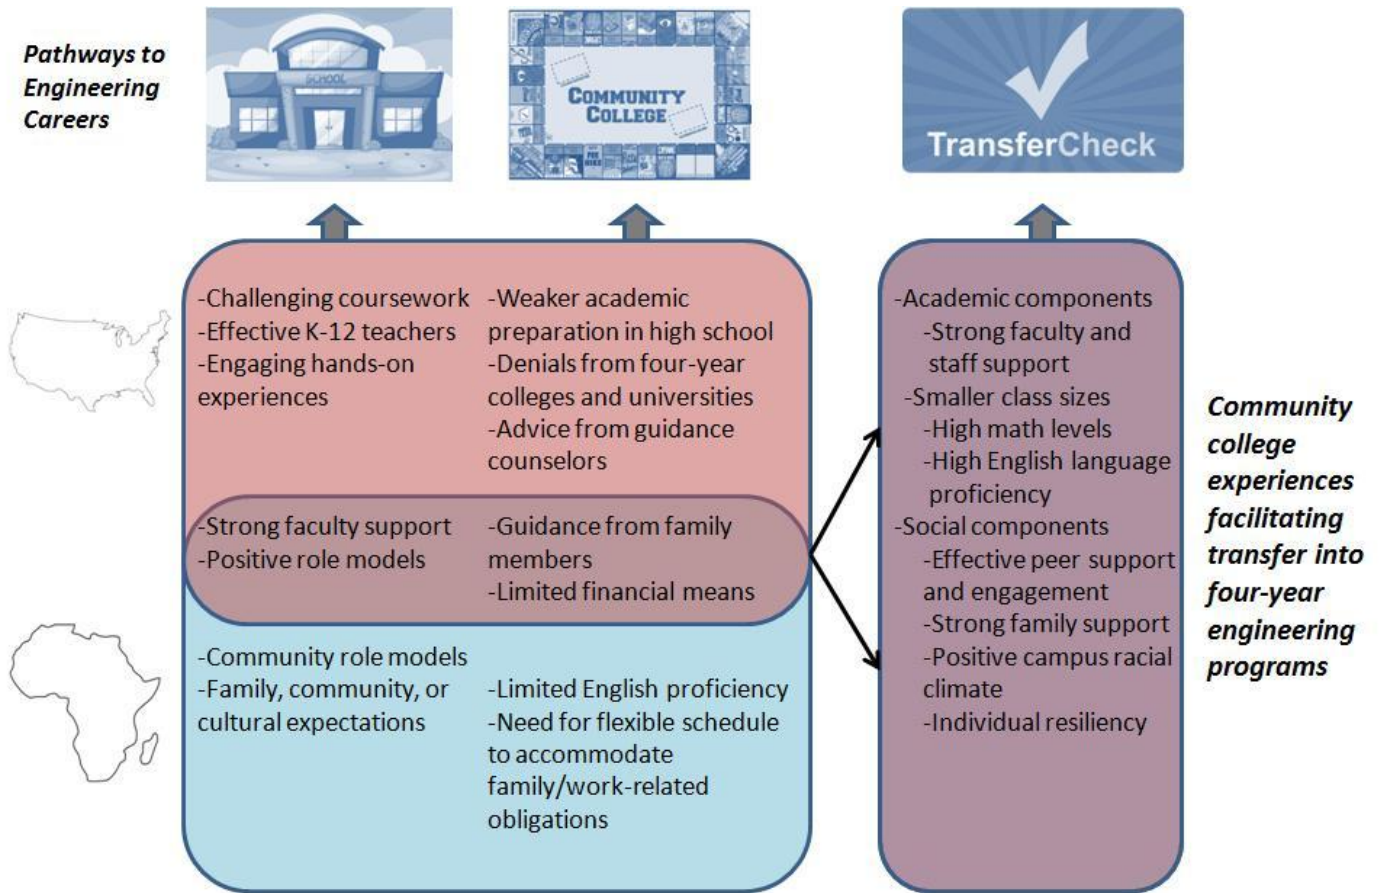 Pathways to
Engineering
Careers
SCHOOL
COMMUNITY
COLLEGE
TransferCheck
-Challenging coursework
-Effective K-12 teachers
-Engaging hands-on
experiences
-Weaker academic
preparation in high school
-Denials from four-year
colleges and universities
-Advice from guidance
counselors
-Strong faculty support
-Positive role models
-Guidance from family
members
-Limited financial means
-Community role models
-Family, community, or
cultural expectations
-Limited English proficiency
-Need for flexible schedule
to accommodate
family/work-related
obligations
-Academic components
-Strong faculty and
staff support
-Smaller class sizes
-High math levels
-High English language
proficiency
-Social components
-Effective peer support
and engagement
-Strong family support
-Positive campus racial
climate
-Individual resiliency
Community
college
experiences
facilitating
transfer into
four-year
engineering
programs